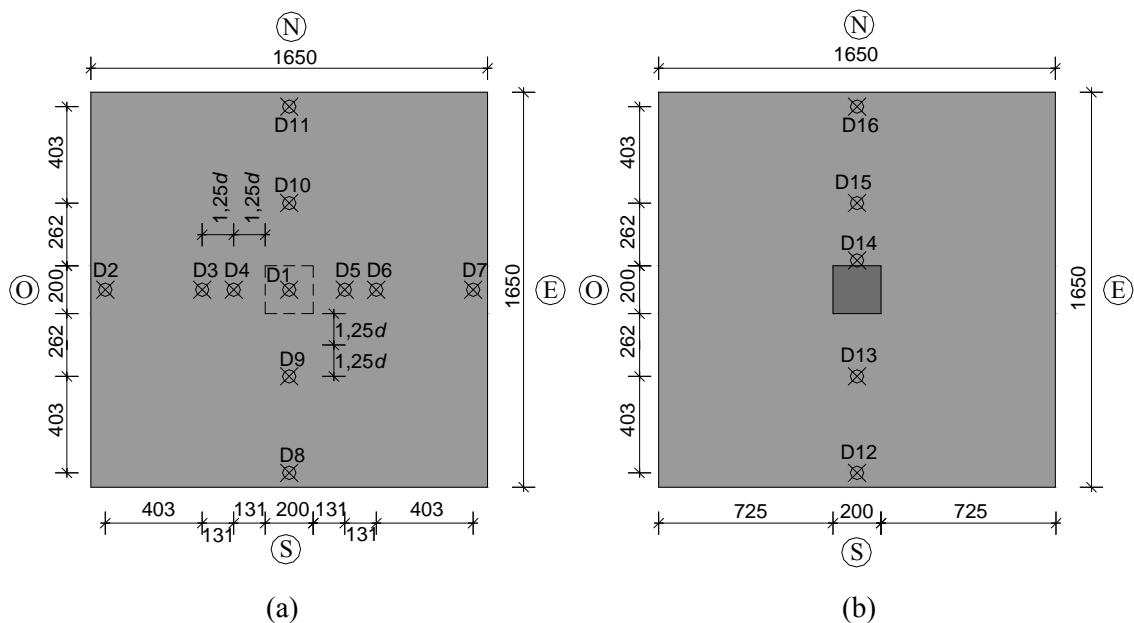 N
1650
D11
403
1,25d
1,25d
D10
262
D2
D3
D4
D1
D5
D6
D7
O
E
200
1650
1,25d
1,25d
262
D9
403
D8
403
131
131
200
131
131
403
S
(a)
N
1650
D16
403
D15
262
D14
O
E
200
1650
262
D13
403
D12
725
200
725
S
(b)